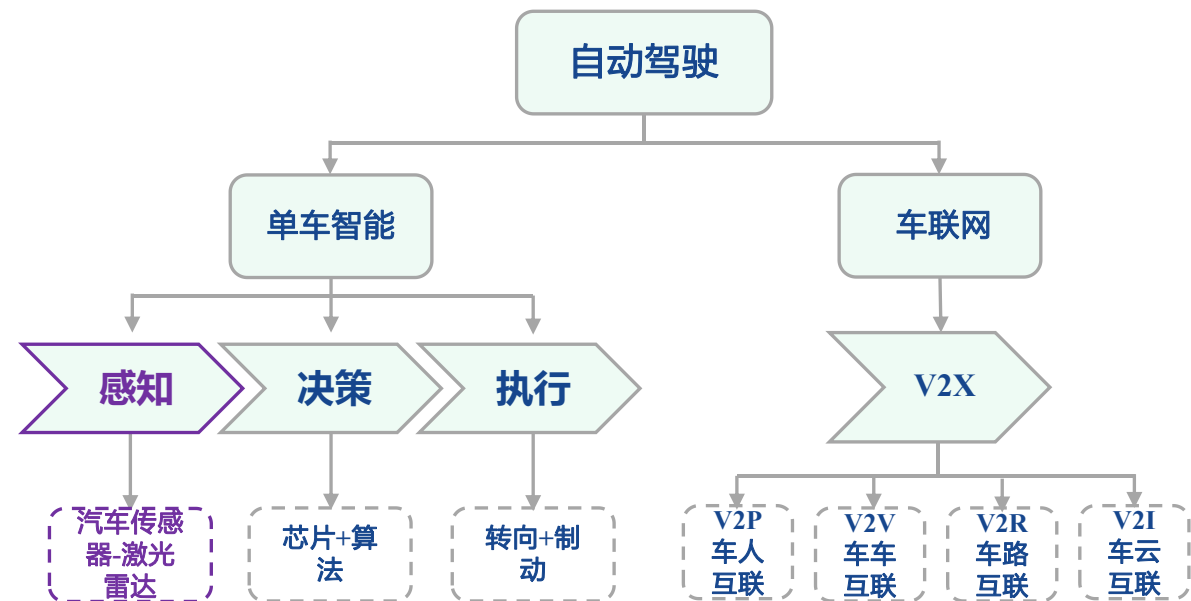 自动驾驶
单车智能
车联网
感知
决策
执行
V2X
汽车传感
器-激光
雷达
芯片+算
法
转向+制
动
V2P
车人
互联
V2V
车车
互联
V2R
车路
互联
V2I
车云
互联